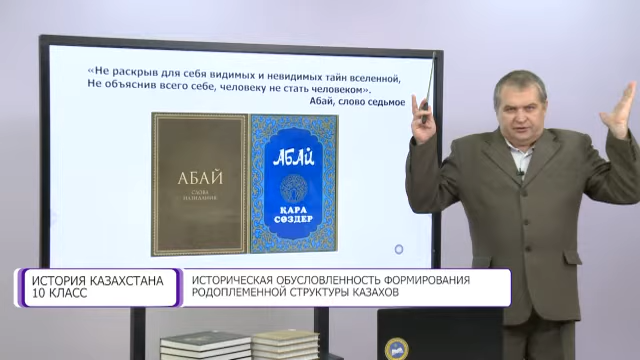 «Не раскрыв для себя видимых и невидимых тайн вселенной,
Не объяснив всего себе, человеку не стать человеком».
Абай, слово седьмое
АБАЙ
СЛОВА
НАЗИДАНИЯ
АБАЙ
ҚАРА
СӨЗДЕР
ИСТОРИЯ КАЗАХСТАНА
10 КЛАСС
ИСТОРИЧЕСКАЯ ОБУСЛОВЛЕННОСТЬ ФОРМИРОВАНИЯ
РОДОПЛЕМЕННОЙ СТРУКТУРЫ КАЗАХОВ